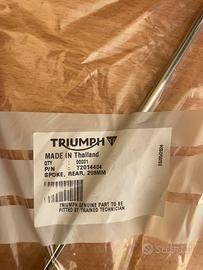 TRIUMPH
MADE IN Thailand
QTY : 00001
P/N : T2014404
SPOKE, REAR, 208MM
TRIUMPH GENUINE PART TO BE
FITTED BY TRAINED TECHNICIAN
subito